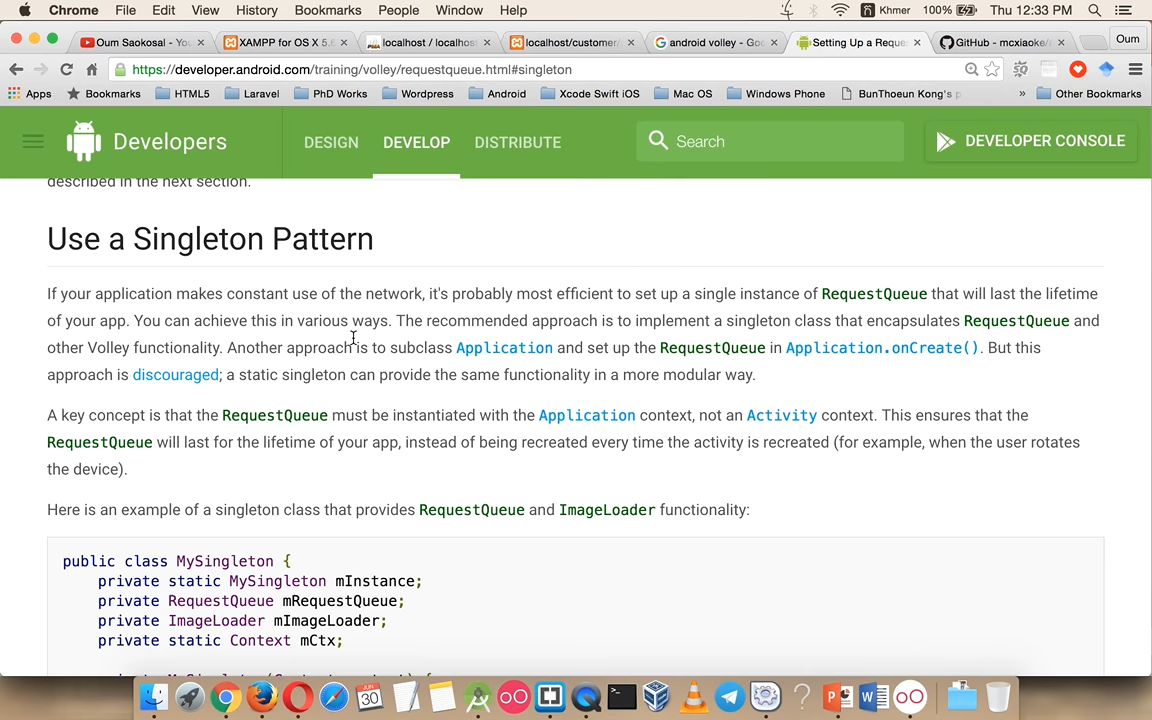 Chrome File Edit View History Bookmarks People Window Help Khmer 100% Thu 12:33 PM
Oum Saokosal - You XAMPP for OS X 5.6 localhost / localhost localhost/customer/ android volley - Goo Setting Up a Reque GitHub - mcxiaoke/ Oum
https://developer.android.com/training/volley/requestqueue.html#singleton
Apps Bookmarks HTML5 Laravel PhD Works Wordpress Android Xcode Swift iOS Mac OS Windows Phone BunThoeun Kong's p » Other Bookmarks
Developers DESIGN DEVELOP DISTRIBUTE Search DEVELOPER CONSOLE
described in the next section.
Use a Singleton Pattern
If your application makes constant use of the network, it's probably most efficient to set up a single instance of RequestQueue that will last the lifetime
of your app. You can achieve this in various ways. The recommended approach is to implement a singleton class that encapsulates RequestQueue and
other Volley functionality. Another approach is to subclass Application and set up the RequestQueue in Application.onCreate(). But this
approach is discouraged; a static singleton can provide the same functionality in a more modular way.
A key concept is that the RequestQueue must be instantiated with the Application context, not an Activity context. This ensures that the
RequestQueue will last for the lifetime of your app, instead of being recreated every time the activity is recreated (for example, when the user rotates
the device).
Here is an example of a singleton class that provides RequestQueue and ImageLoader functionality:
public class MySingleton {
private static MySingleton mInstance;
private RequestQueue mRequestQueue;
private ImageLoader mImageLoader;
private static Context mCtx;
JUN
30